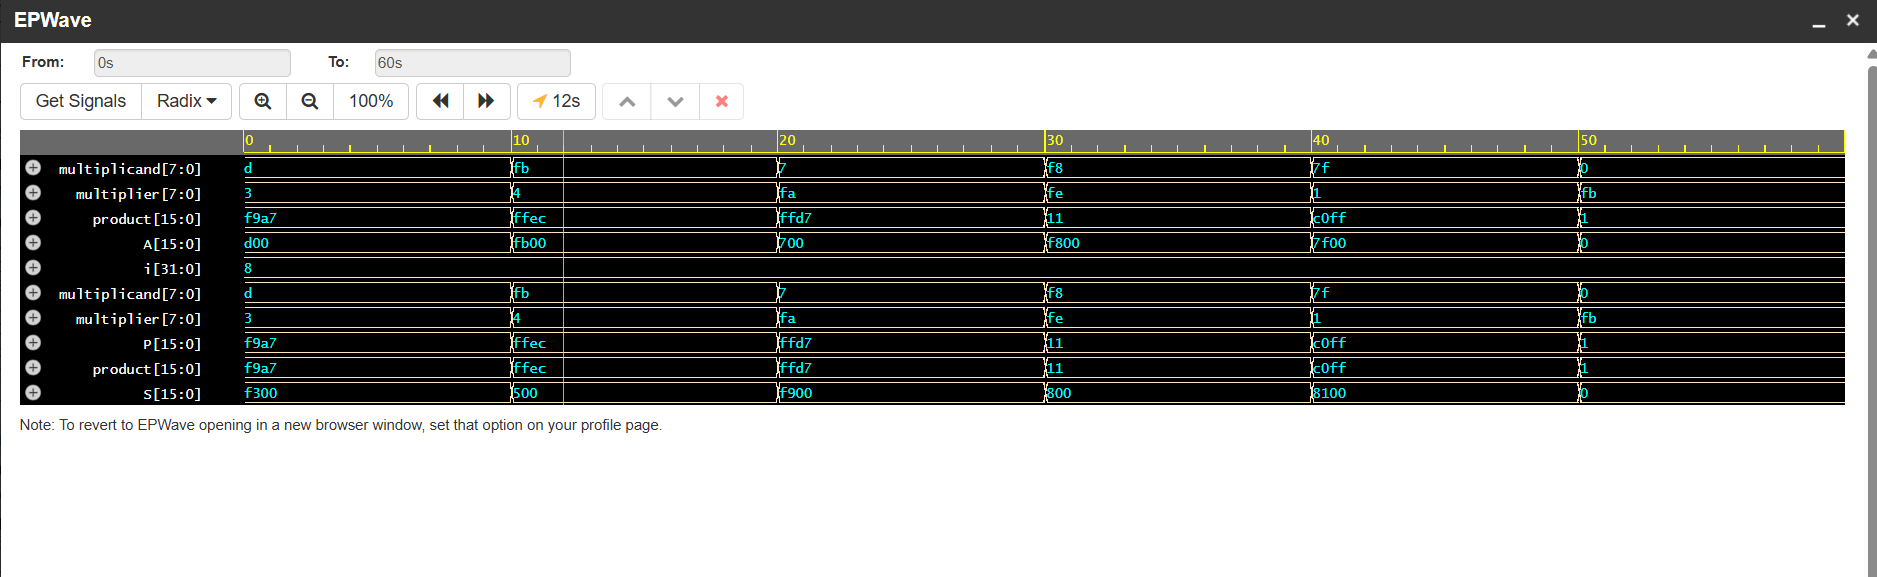 EPWave
From: 0s To: 60s
Get Signals Radix 100% 12s
0 10 20 30 40 50
multiplicand[7:0] d fb 7 f8 7f 0
multiplier[7:0] 3 4 fa fe 1 fb
product[15:0] f9a7 ffec ffd7 11 c0ff 1
A[15:0] d00 fb00 700 f800 7f00 0
i[31:0] 8
multiplicand[7:0] d fb 7 f8 7f 0
multiplier[7:0] 3 4 fa fe 1 fb
P[15:0] f9a7 ffec ffd7 11 c0ff 1
product[15:0] f9a7 ffec ffd7 11 c0ff 1
S[15:0] f300 500 f900 800 8100 0
Note: To revert to EPWave opening in a new browser window, set that option on your profile page.